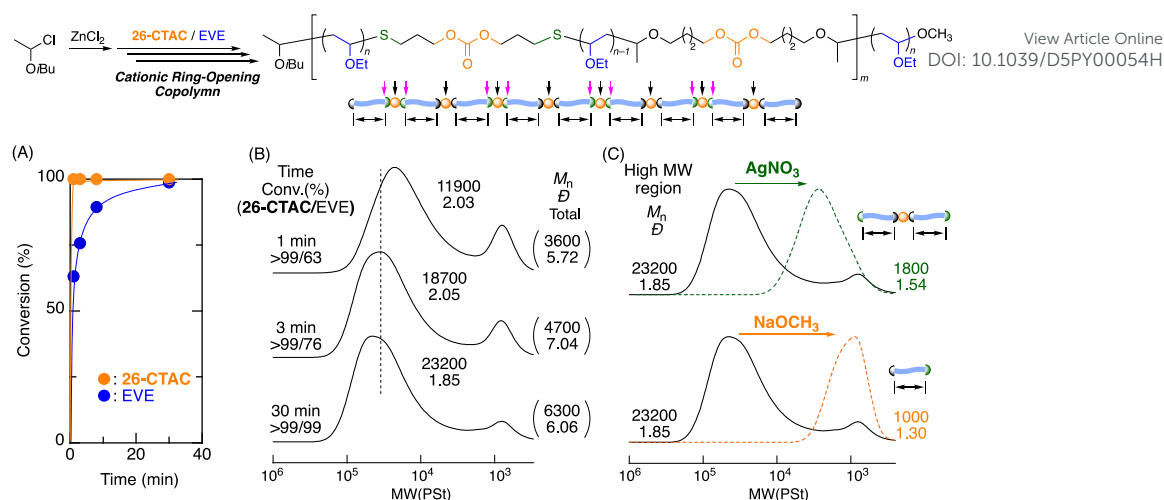 View Article Online
DOI: 10.1039/D5PY00054H
Cl
OiBu
ZnCl2
26-CTAC / EVE
Cationic Ring-Opening
Copolymn
OiBu
n
OEt
S
O
O
O
S
n−1
OEt
O
2
O
O
O
2
O
m
n
OEt
OCH3
(A)
Conversion (%)
100
50
0
: 26-CTAC
: EVE
0
20
40
Time (min)
(B)
Time
Conv.(%)
(26-CTAC/EVE)
Mn
Đ
Total
11900
2.03
1 min
>99/63
3600
5.72
18700
2.05
3 min
>99/76
4700
7.04
23200
1.85
30 min
>99/99
6300
6.06
10^6
10^5
10^4
10^3
MW(PSt)
(C)
High MW
region
Mn
Đ
AgNO3
23200
1.85
1800
1.54
NaOCH3
23200
1.85
1000
1.30
10^6
10^5
10^4
10^3
MW(PSt)